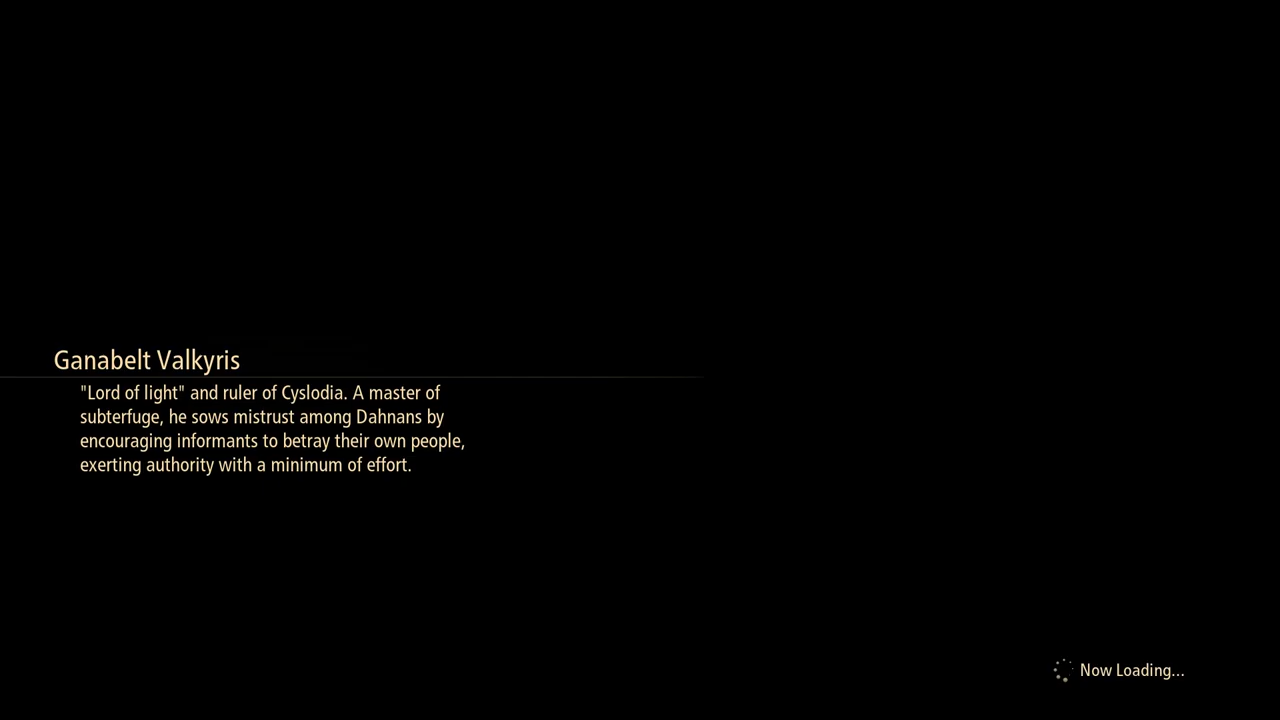 Ganabelt Valkyris
"Lord of light" and ruler of Cyslodia. A master of
subterfuge, he sows mistrust among Dahnans by
encouraging informants to betray their own people,
exerting authority with a minimum of effort.
Now Loading...